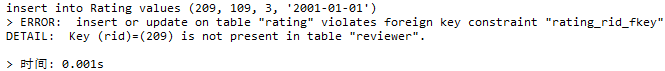 insert into Rating values (209, 109, 3, '2001-01-01')
> ERROR:  insert or update on table "rating" violates foreign key constraint "rating_rid_fkey"
DETAIL:  Key (rid)=(209) is not present in table "reviewer".
> 时间: 0.001s